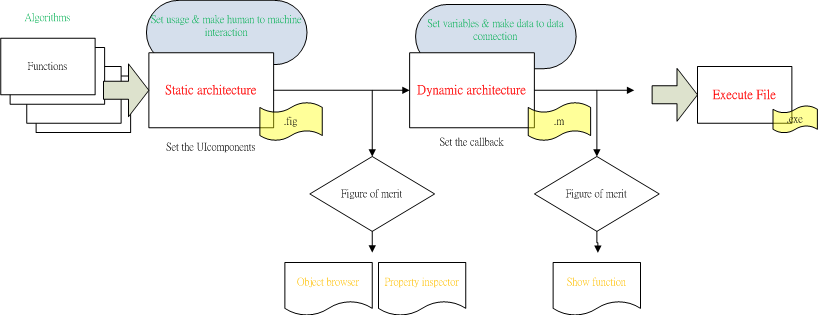 Algorithms
Functions
Set usage & make human to machine
interaction
Static architecture
.fig
Set the UIcomponents
Set variables & make data to data
connection
Dynamic architecture
.m
Set the callback
Execute File
.exe
Figure of merit
Figure of merit
Object browser
Property inspector
Show function